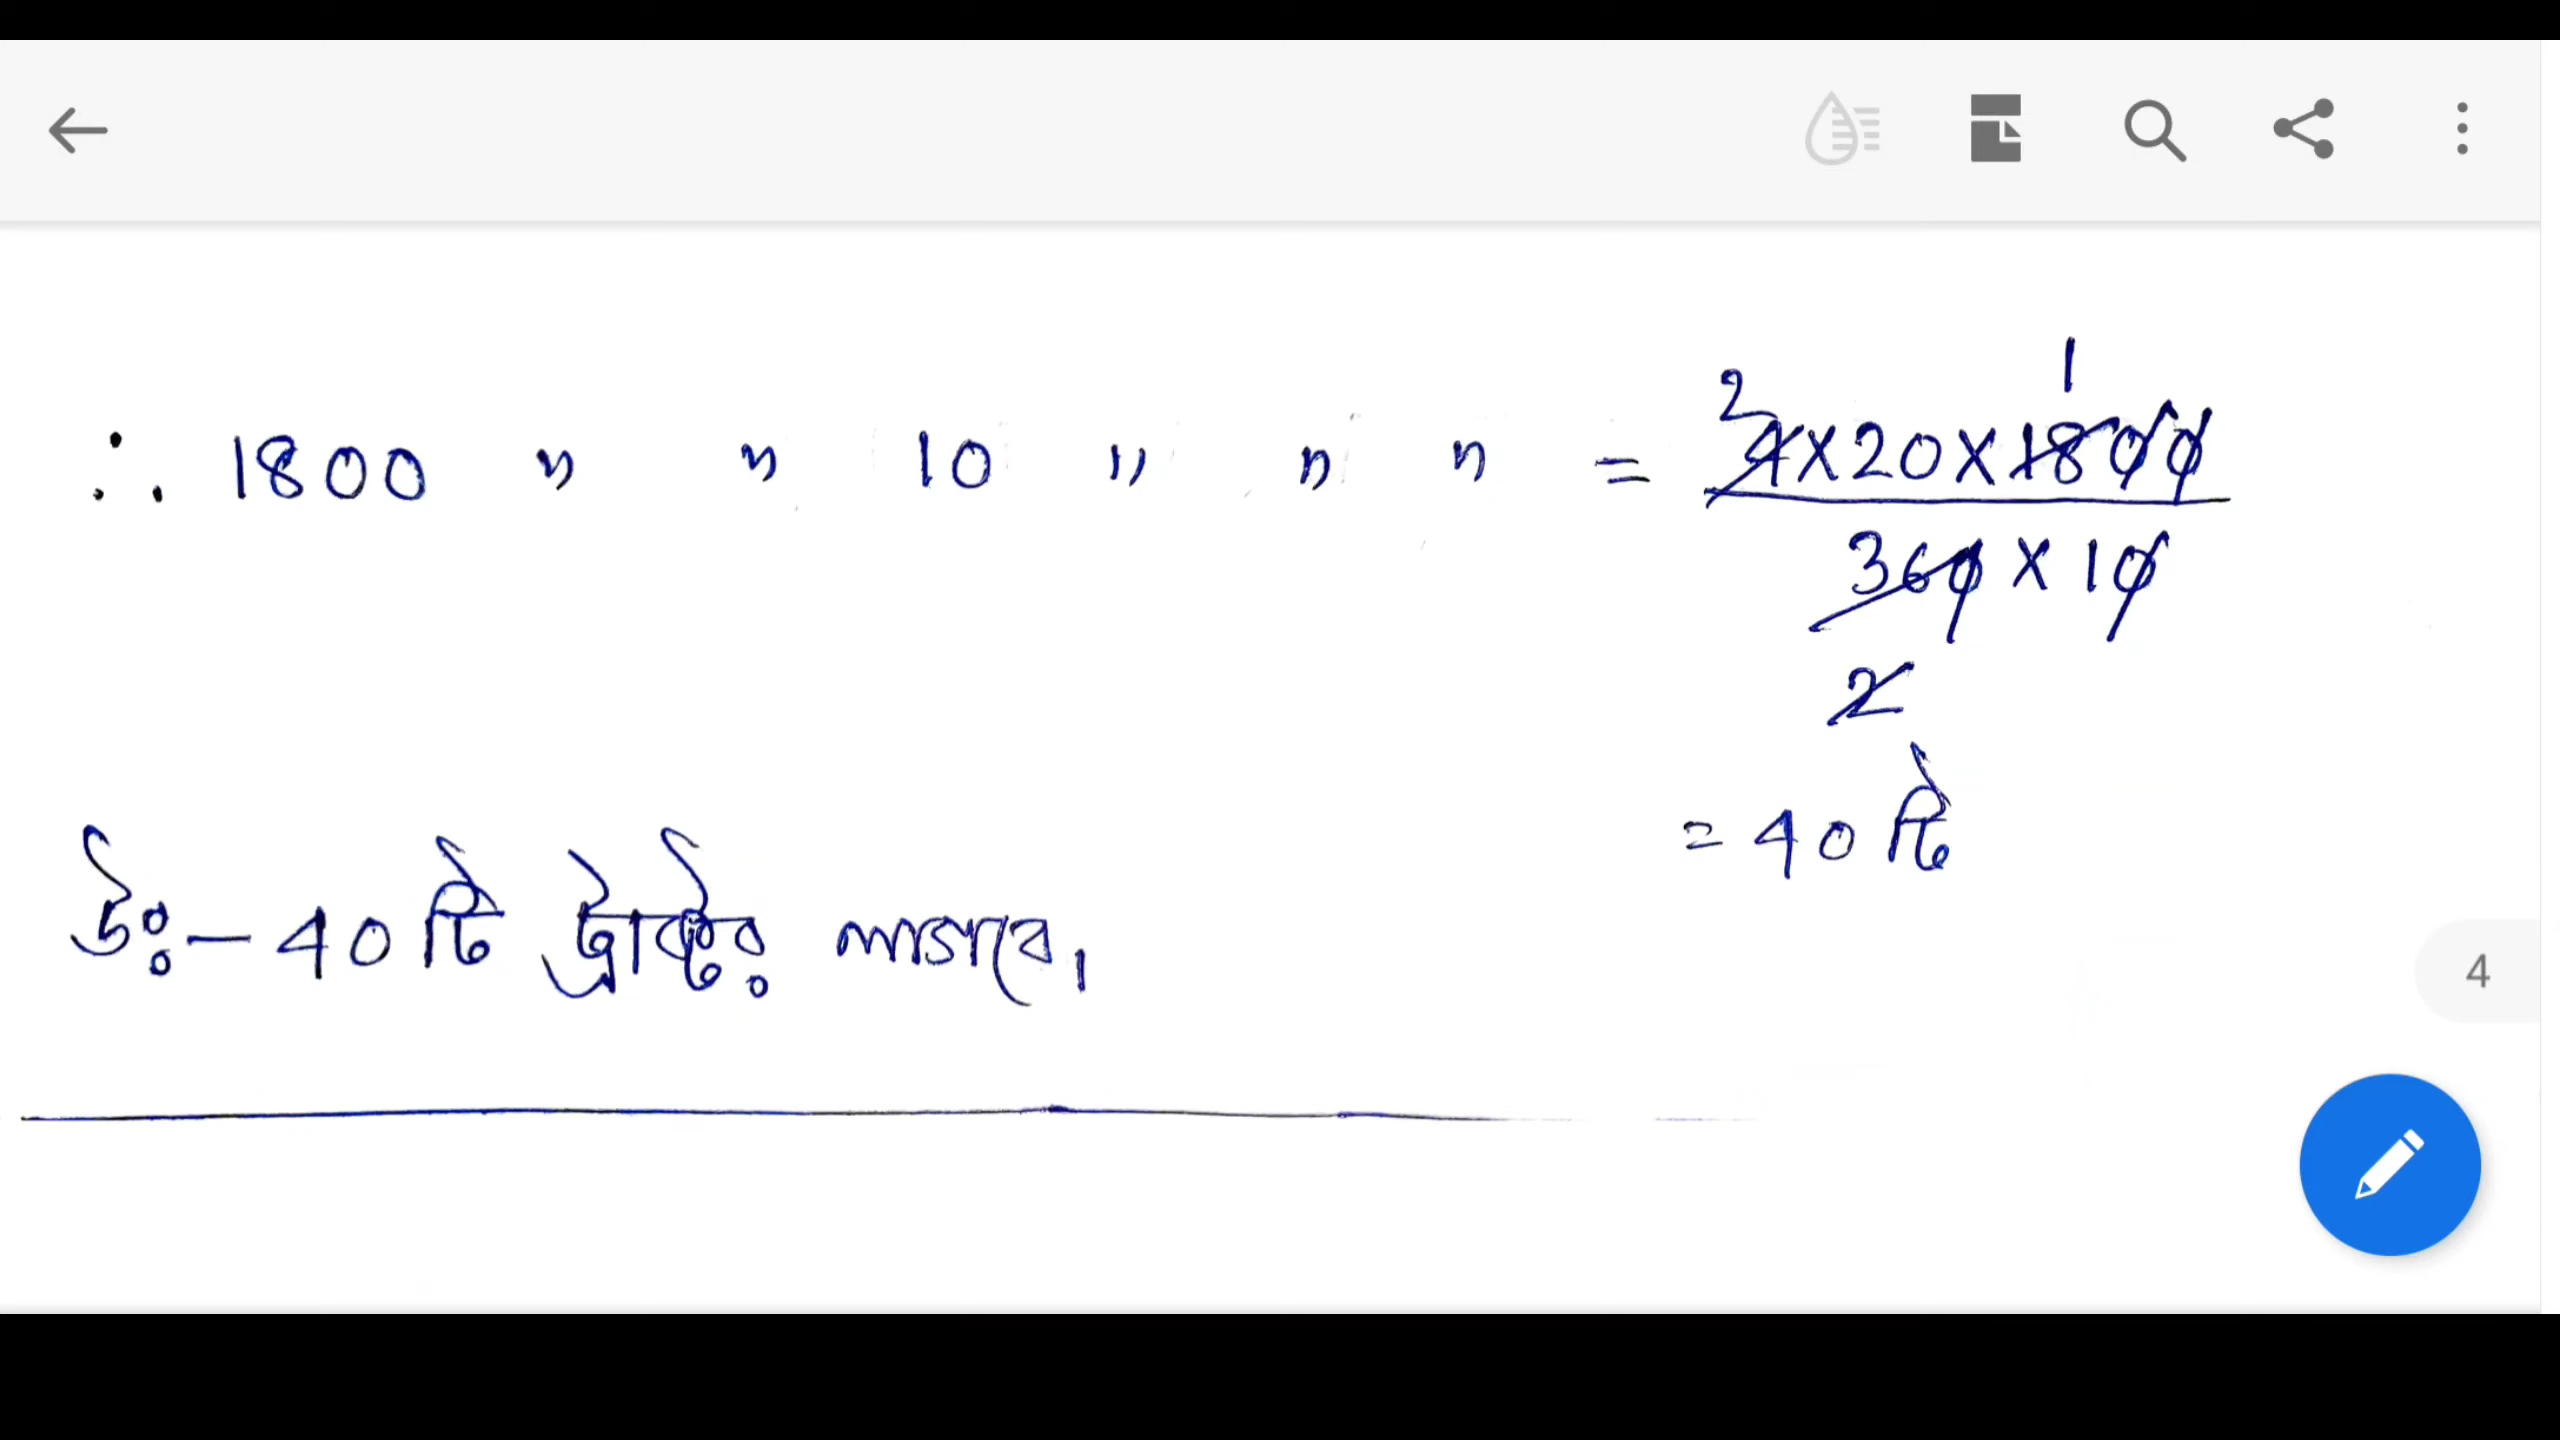 ∴ 1800 " " 10 " " " = 4×20×1800 / 360×10
2 1
2
= 40 টি
উঃ– 40 টি ট্রাক্টর লাগবে।
4